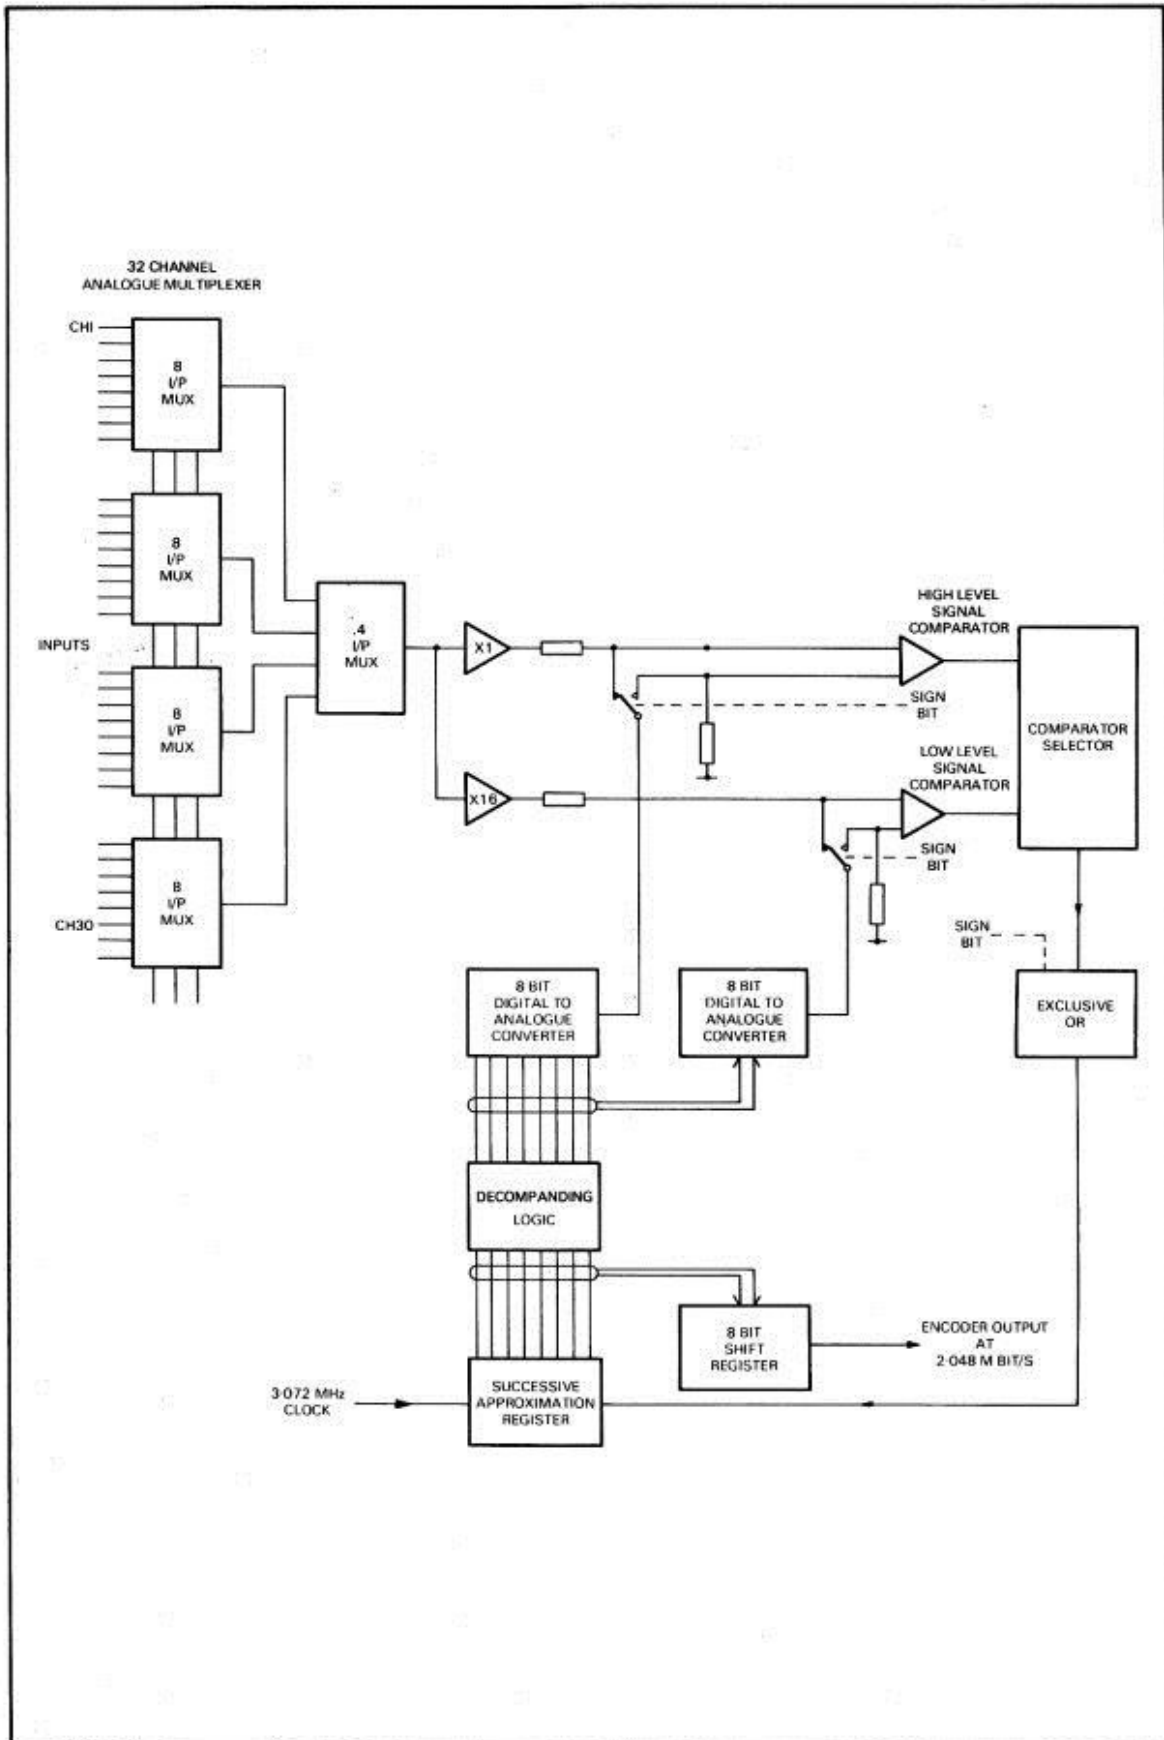 32 CHANNEL
ANALOGUE MULTIPLEXER
CHI
8
I/P
MUX
8
I/P
MUX
INPUTS
8
I/P
MUX
8
I/P
MUX
CH30
.4
I/P
MUX
X1
X16
HIGH LEVEL
SIGNAL
COMPARATOR
SIGN
BIT
LOW LEVEL
SIGNAL
COMPARATOR
SIGN
BIT
COMPARATOR
SELECTOR
SIGN
BIT
EXCLUSIVE
OR
8 BIT
DIGITAL TO
ANALOGUE
CONVERTER
8 BIT
DIGITAL TO
ANALOGUE
CONVERTER
DECOMPANDING
LOGIC
8 BIT
SHIFT
REGISTER
ENCODER OUTPUT
AT
2·048 M BIT/S
3·072 MHz
CLOCK
SUCCESSIVE
APPROXIMATION
REGISTER